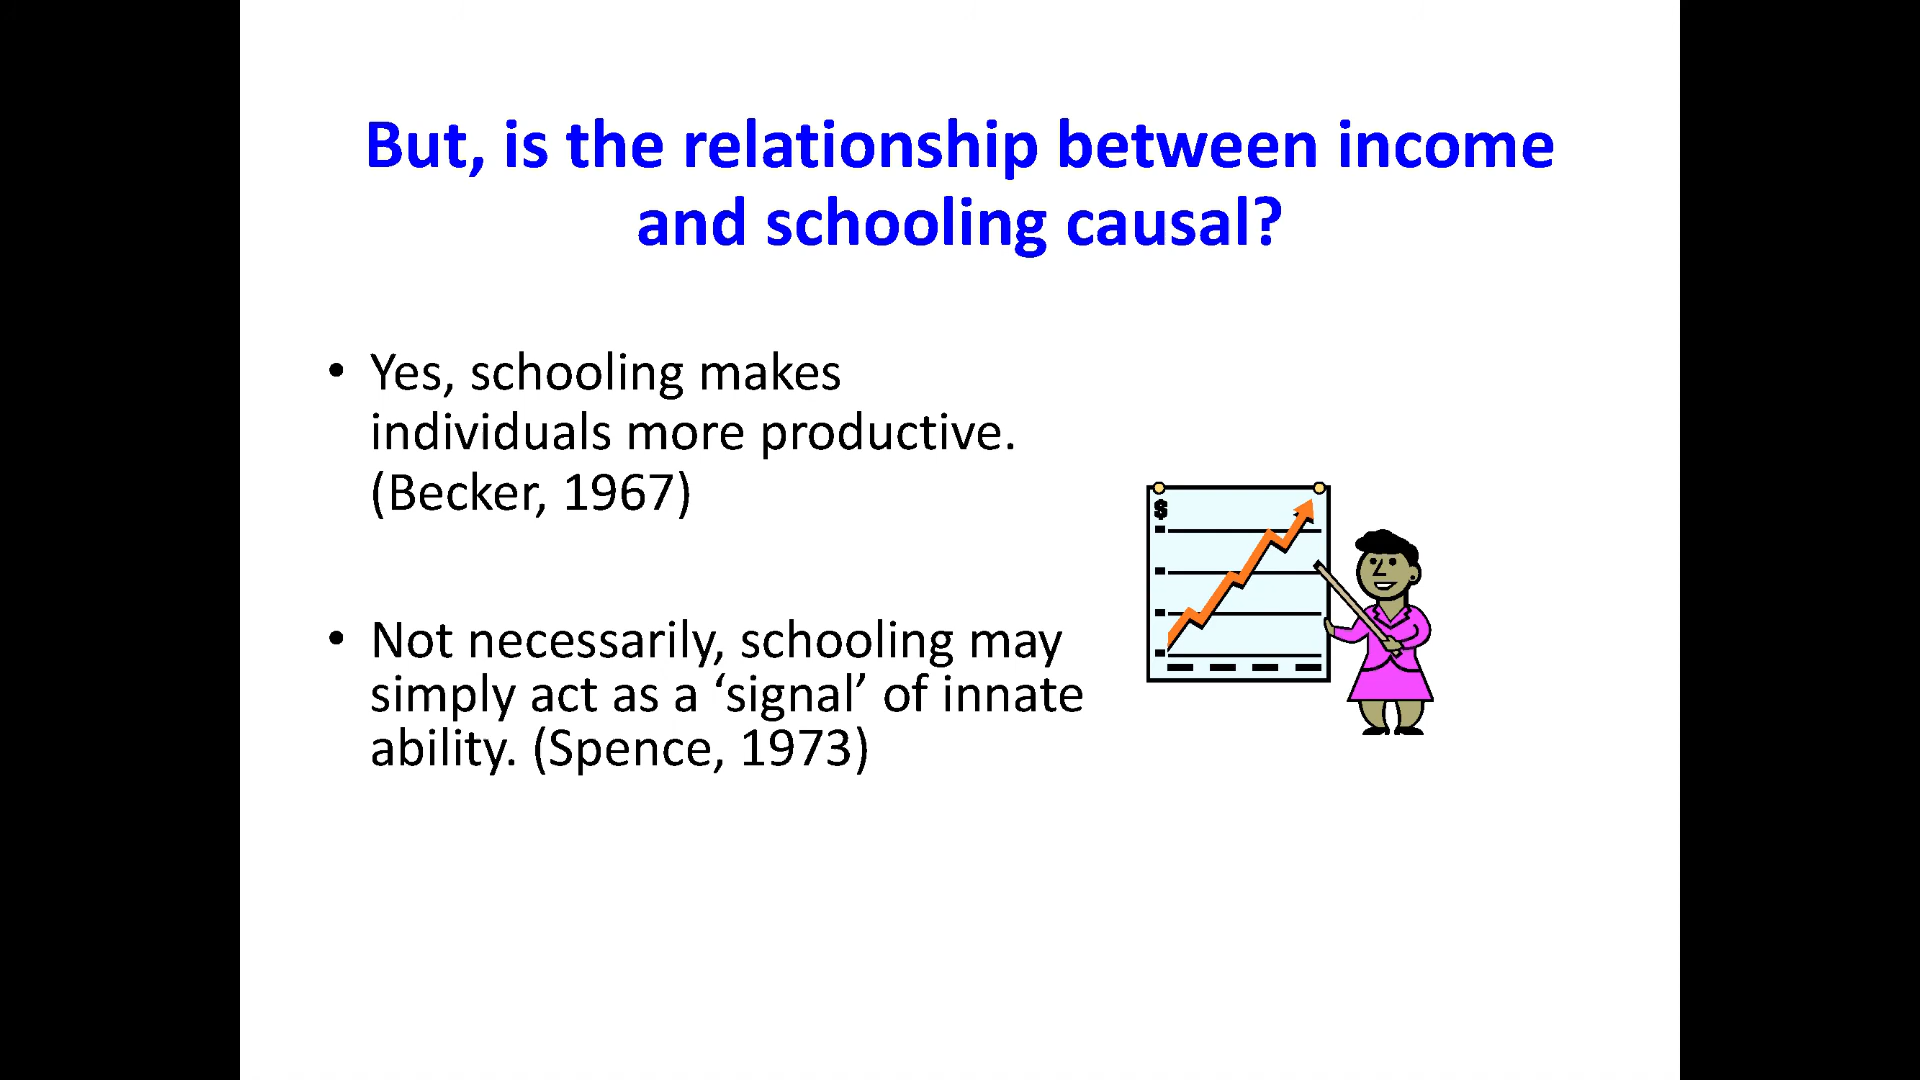 But, is the relationship between income
and schooling causal?
• Yes, schooling makes
individuals more productive.
(Becker, 1967)
$
• Not necessarily, schooling may
simply act as a ‘signal’ of innate
ability. (Spence, 1973)